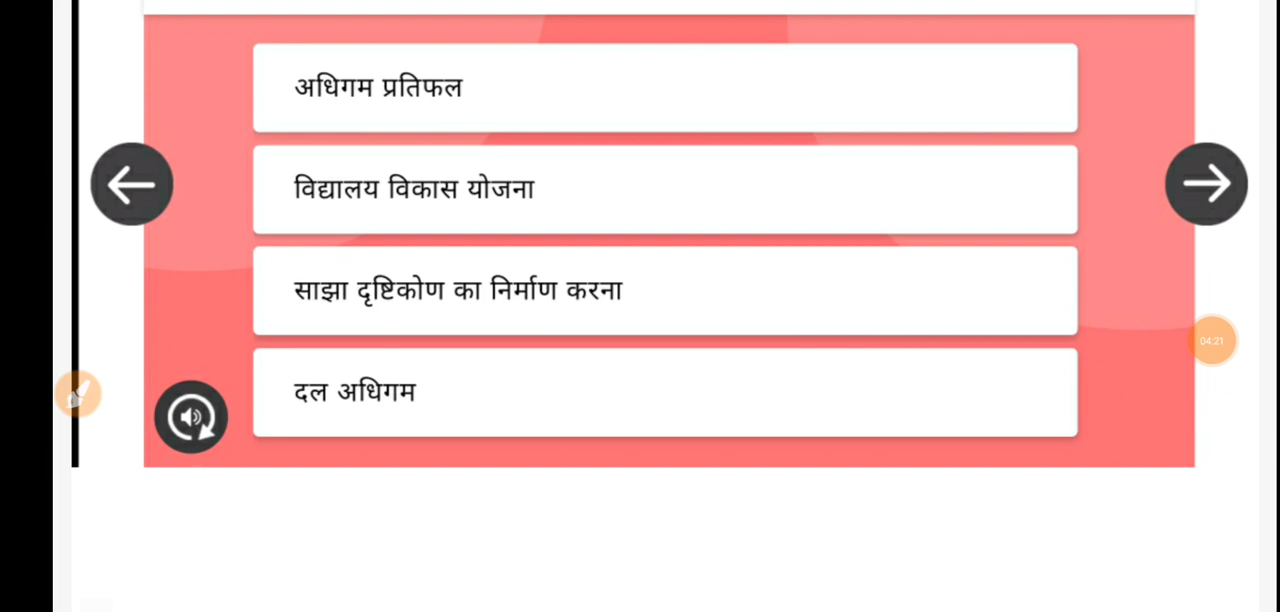 अधिगम प्रतिफल
विद्यालय विकास योजना
साझा दृष्टिकोण का निर्माण करना
04:21
दल अधिगम